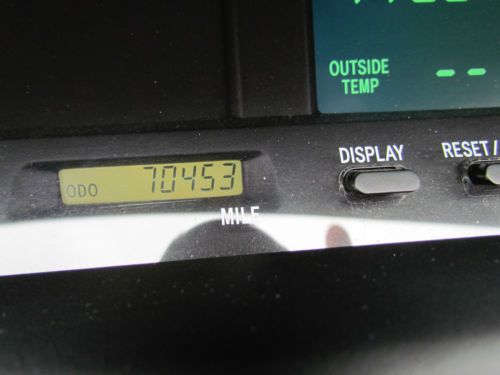 OUTSIDE
TEMP
--
DISPLAY
RESET/
ODO 70453
MILE